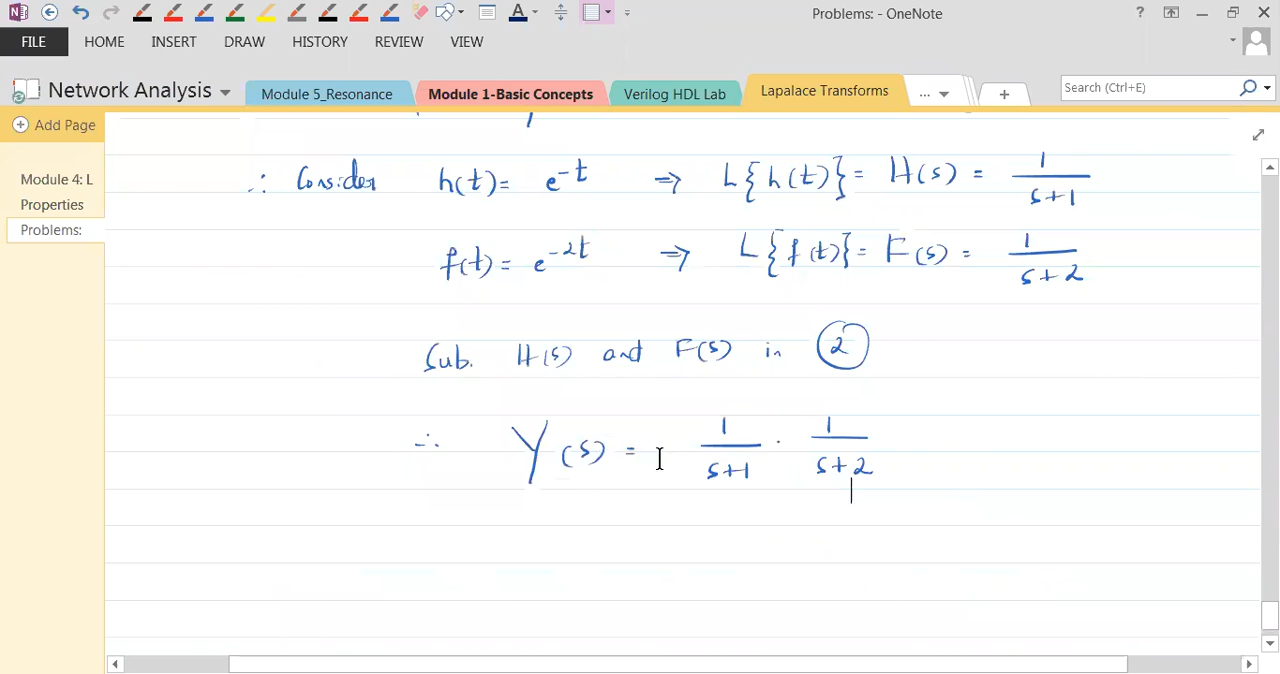 Problems: - OneNote
FILE HOME INSERT DRAW HISTORY REVIEW VIEW
Network Analysis Module 5_Resonance Module 1-Basic Concepts Verilog HDL Lab Lapalace Transforms ... Search (Ctrl+E)
Add Page
Module 4: L
Properties
Problems:
∴ Consider h(t) = e^{-t} ⇒ L{h(t)} = H(s) = 1/(s+1)
f(t) = e^{-2t} ⇒ L{f(t)} = F(s) = 1/(s+2)
Sub. H(s) and F(s) in 2
∴ Y(s) = 1/(s+1) · 1/(s+2)